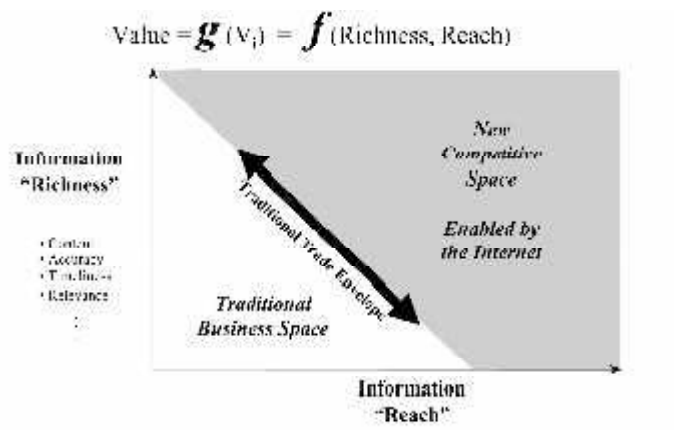 Value = g (Vi) = f (Richness, Reach)
Information
"Richness"
• Content
• Accuracy
• Timeliness
• Relevance
⋮
New
Competitive
Space
Enabled by
the Internet
Traditional Trade Envelope
Traditional
Business Space
Information
"Reach"